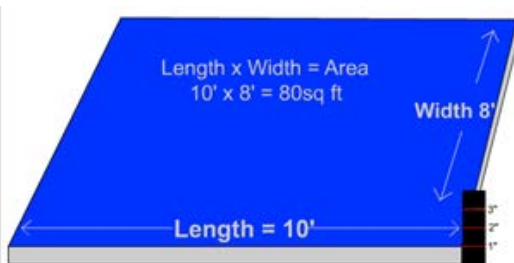 Length x Width = Area
10' x 8' = 80sq ft
Width 8'
Length = 10'
3"
2"
1"